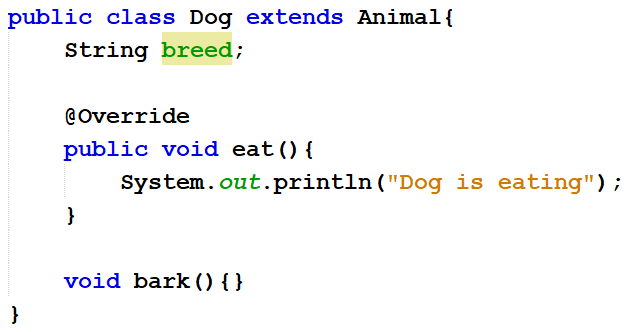 public class Dog extends Animal{
    String breed;

    @Override
    public void eat(){
        System.out.println("Dog is eating");
    }

    void bark(){}
}